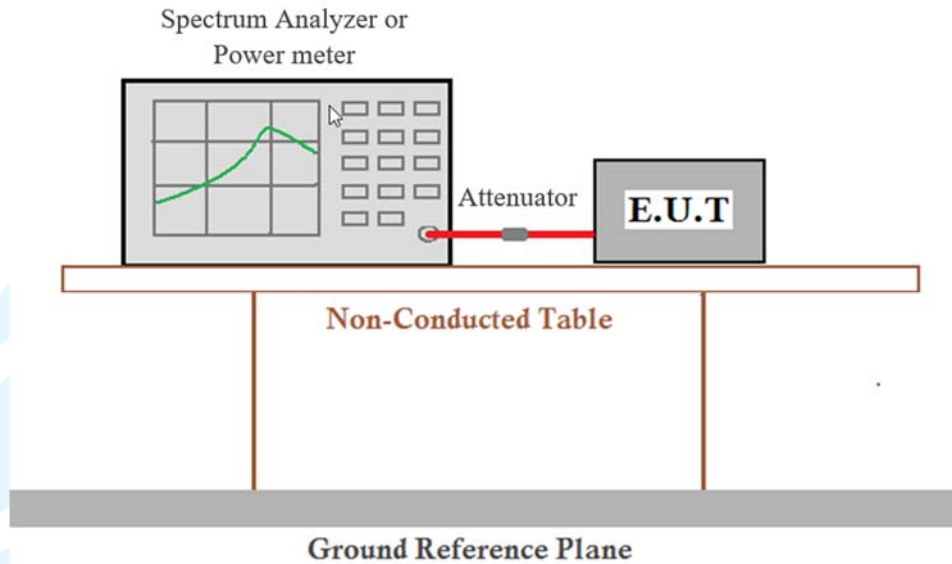 Spectrum Analyzer or
Power meter
Attenuator
E.U.T
Non-Conducted Table
Ground Reference Plane